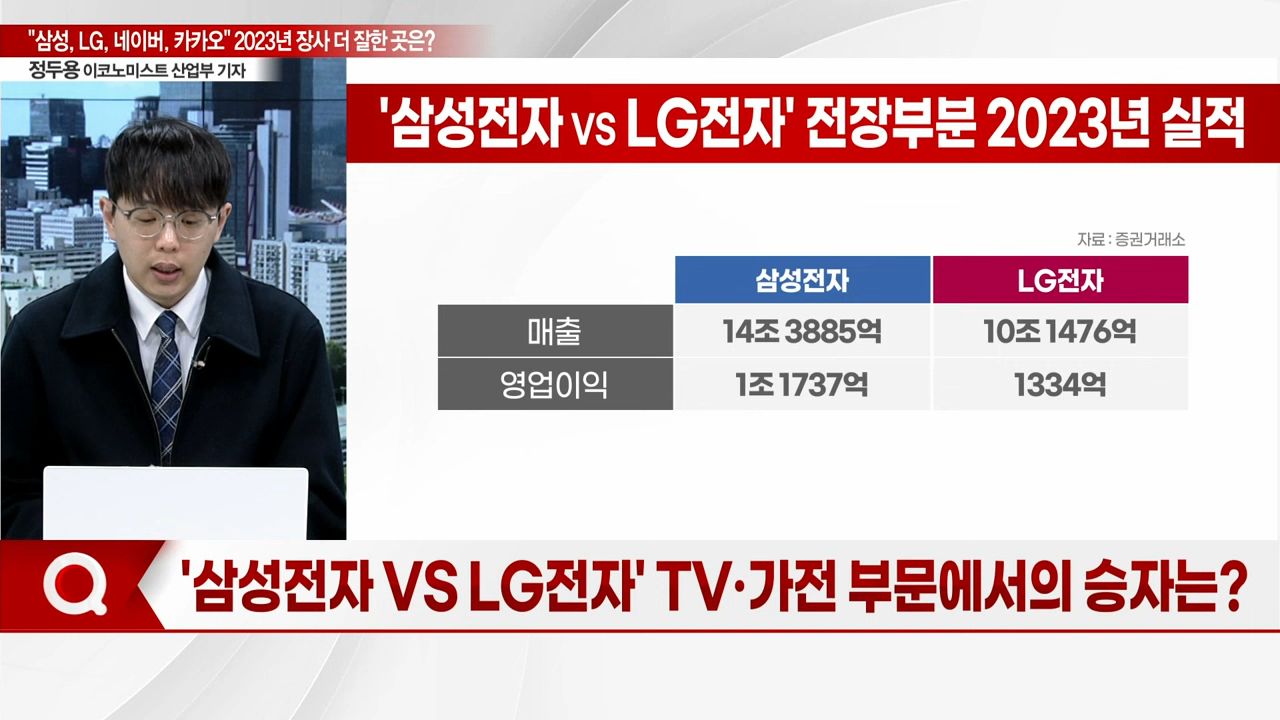 "삼성, LG, 네이버, 카카오" 2023년 장사 더 잘한 곳은?
정두용 이코노미스트 산업부 기자
'삼성전자 VS LG전자' 전장부분 2023년 실적
자료 : 증권거래소
삼성전자 LG전자
매출 14조 3885억 10조 1476억
영업이익 1조 1737억 1334억
'삼성전자 VS LG전자' TV·가전 부문에서의 승자는?